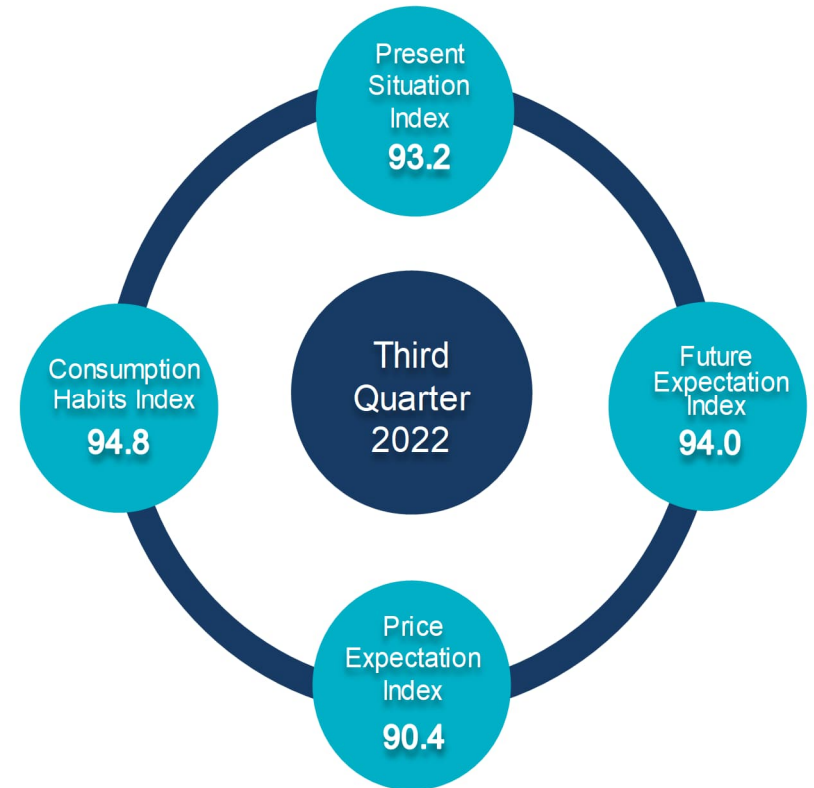 Present
Situation
Index
93.2
Third
Quarter
2022
Consumption
Habits Index
94.8
Future
Expectation
Index
94.0
Price
Expectation
Index
90.4